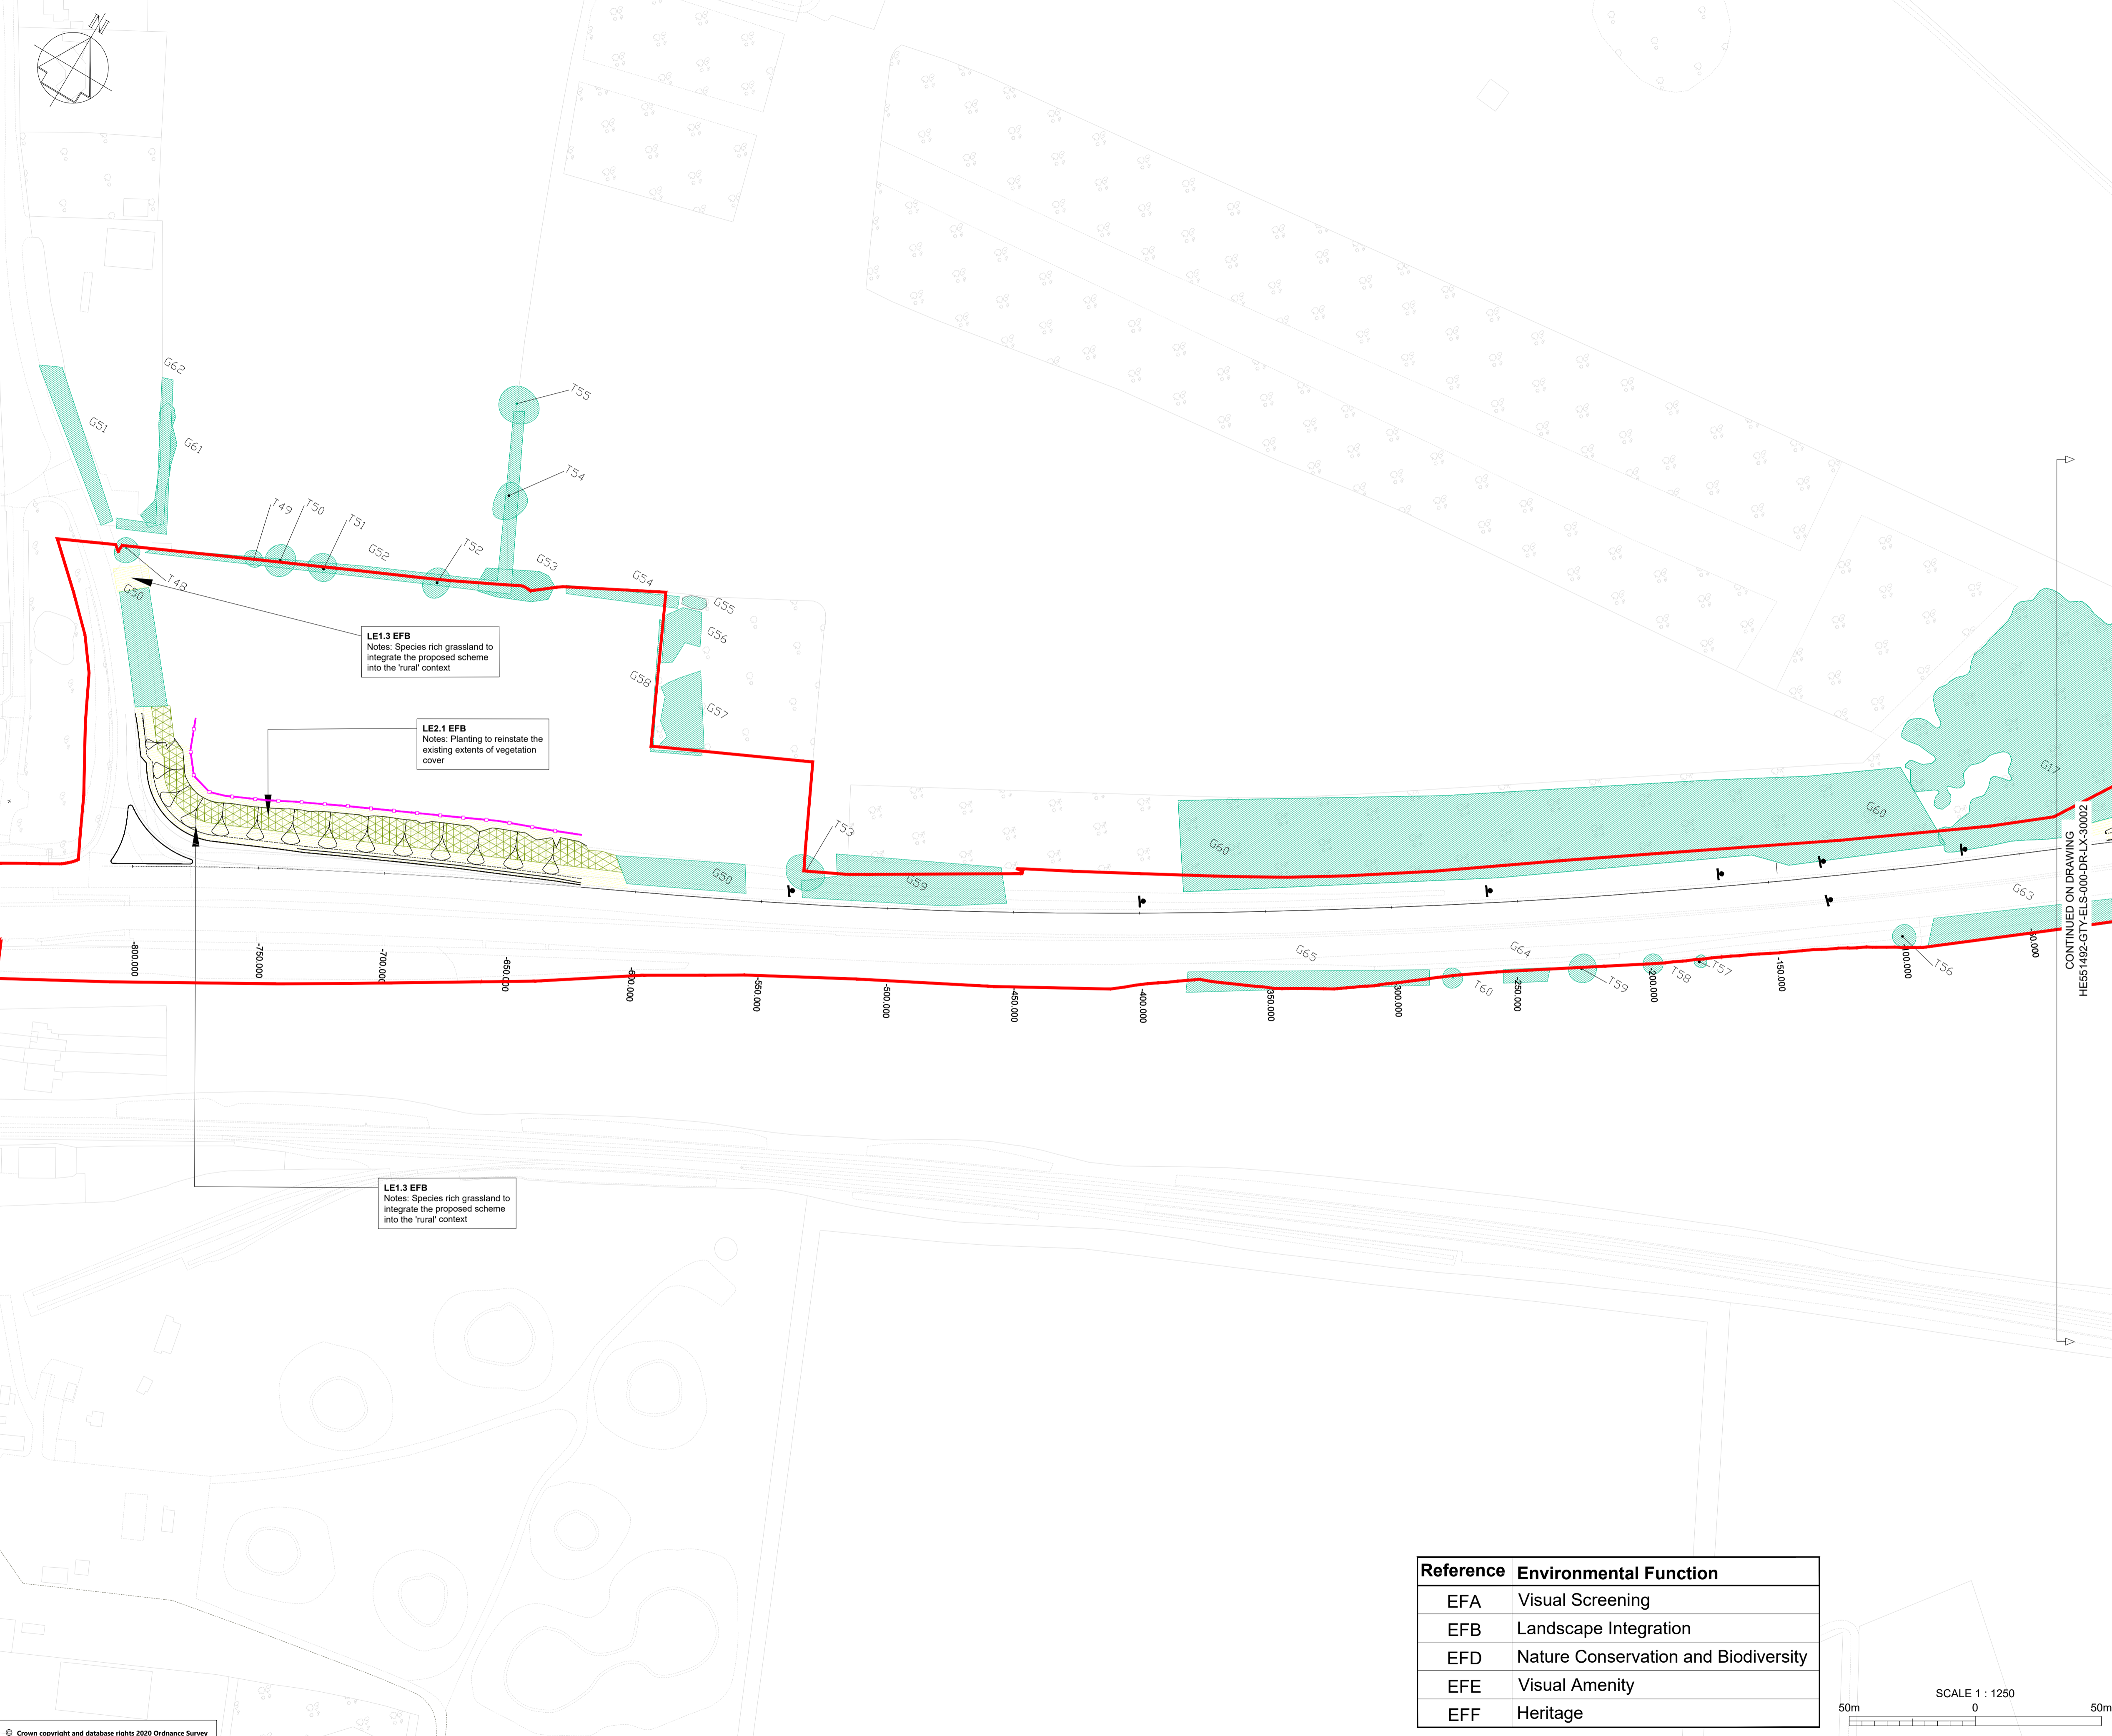 N
G62
G51
G61
T55
T54
T49
T50
T51
G52
T52
G53
G54
T48
G50
G55
G56
G58
G57
LE1.3 EFB
Notes: Species rich grassland to
integrate the proposed scheme
into the 'rural' context
LE2.1 EFB
Notes: Planting to reinstate the
existing extents of vegetation
cover
T53
G50
G59
G60
G60
G17
G63
G65
G64
T60
T59
T58
T57
T56
-800.000
-750.000
-700.000
-650.000
-600.000
-550.000
-500.000
-450.000
-400.000
-350.000
-300.000
-250.000
-200.000
-150.000
-100.000
-50.000
CONTINUED ON DRAWING
HE551492-GTY-ELS-000-DR-LX-30002
LE1.3 EFB
Notes: Species rich grassland to
integrate the proposed scheme
into the 'rural' context
Reference Environmental Function
EFA Visual Screening
EFB Landscape Integration
EFD Nature Conservation and Biodiversity
EFE Visual Amenity
EFF Heritage
SCALE 1 : 1250
50m 0 50m
© Crown copyright and database rights 2020 Ordnance Survey